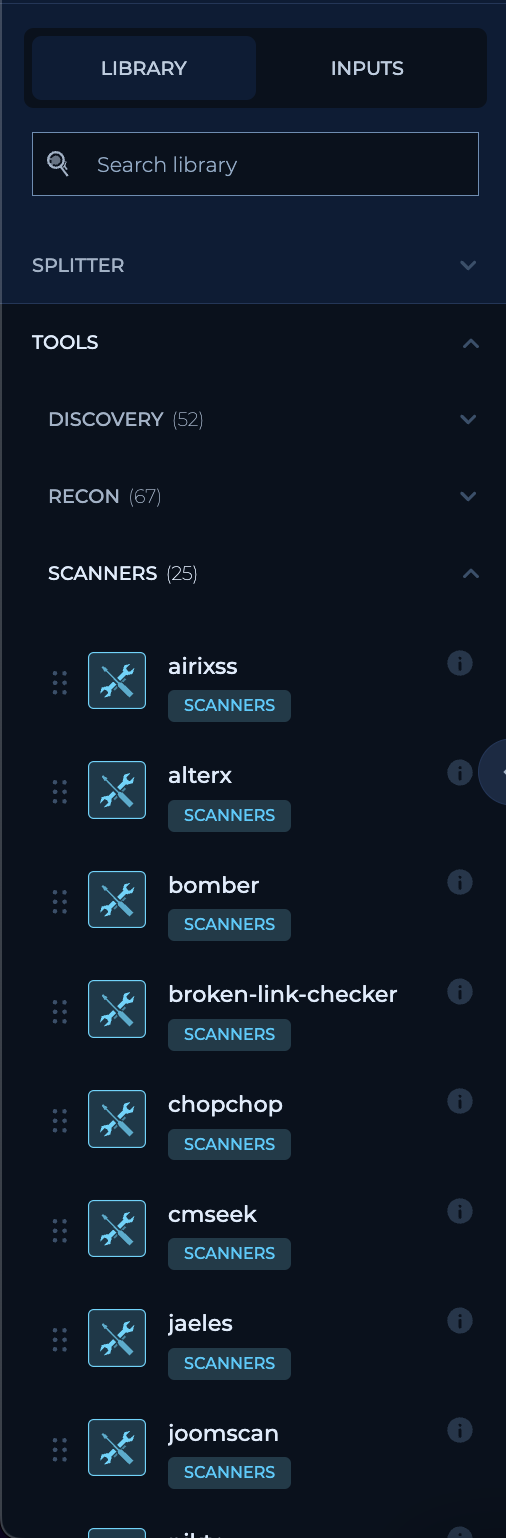 LIBRARY
INPUTS
Search library
SPLITTER
TOOLS
DISCOVERY (52)
RECON (67)
SCANNERS (25)
airixss
SCANNERS
alterx
SCANNERS
bomber
SCANNERS
broken-link-checker
SCANNERS
chopchop
SCANNERS
cmseek
SCANNERS
jaeles
SCANNERS
joomscan
SCANNERS